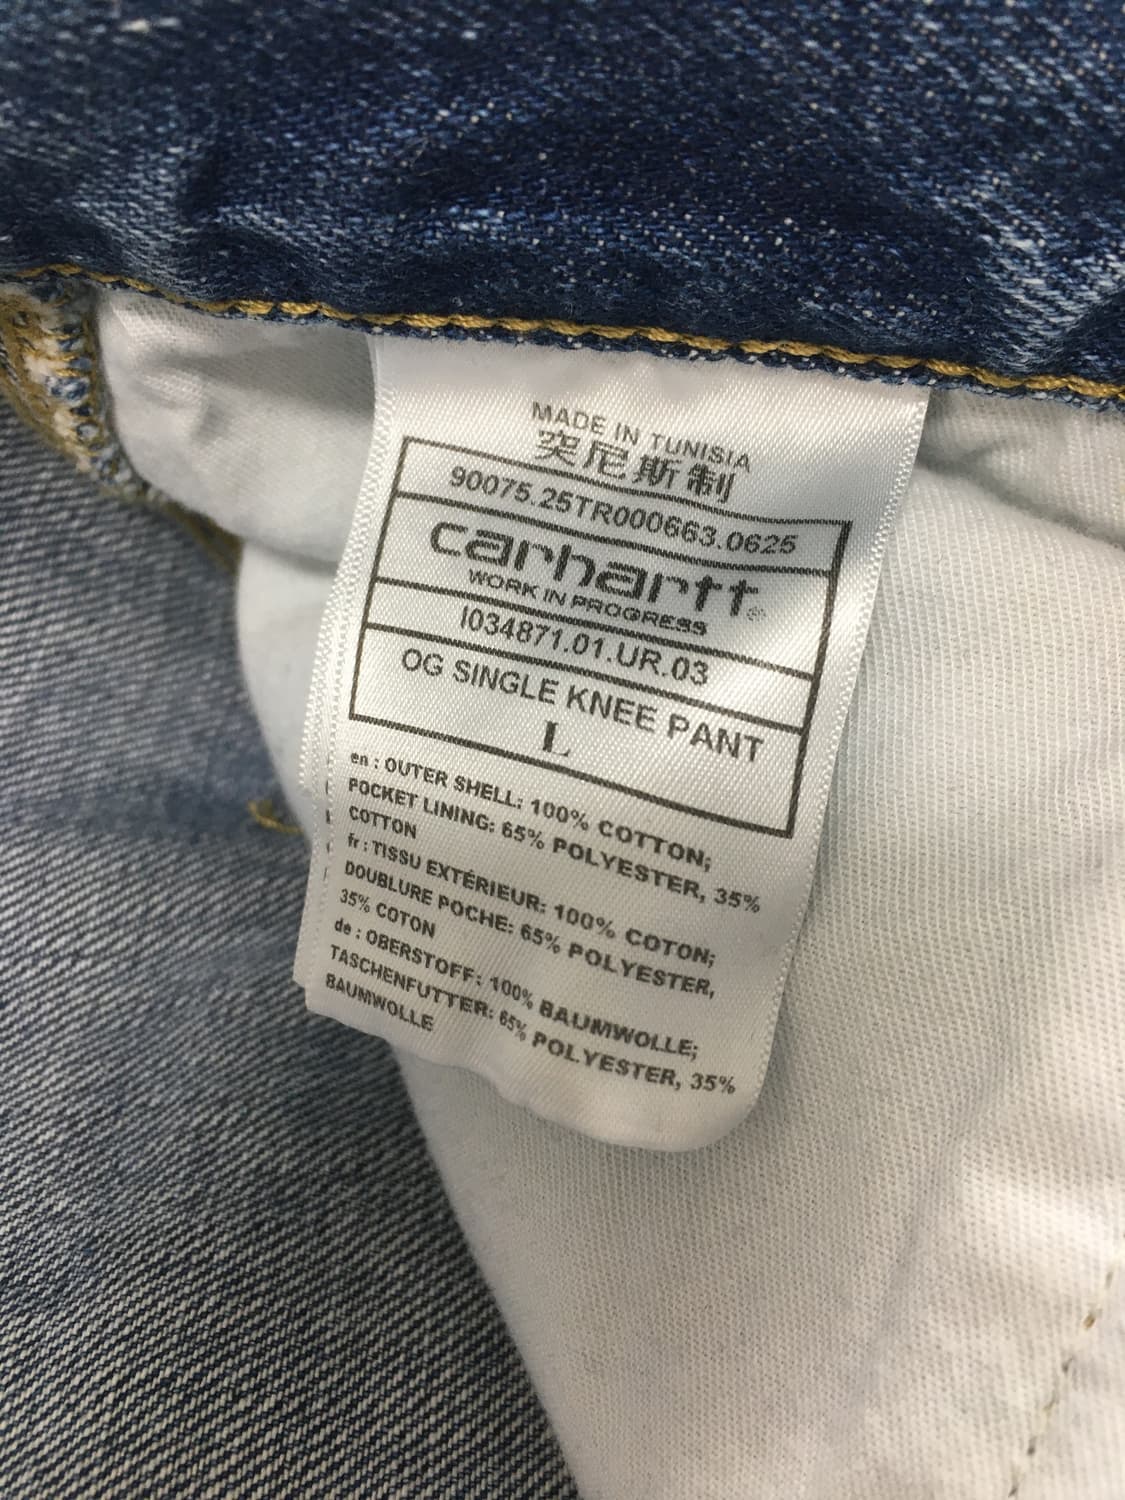 MADE IN TUNISIA
突尼斯制
90075.25TR000663.0625
carhartt®
WORK IN PROGRESS
I034871.01.UR.03
OG SINGLE KNEE PANT
L
en : OUTER SHELL: 100% COTTON;
POCKET LINING: 65% POLYESTER, 35%
COTTON
fr : TISSU EXTÉRIEUR: 100% COTON;
DOUBLURE POCHE: 65% POLYESTER,
35% COTON
de : OBERSTOFF: 100% BAUMWOLLE;
TASCHENFUTTER: 65% POLYESTER, 35%
BAUMWOLLE